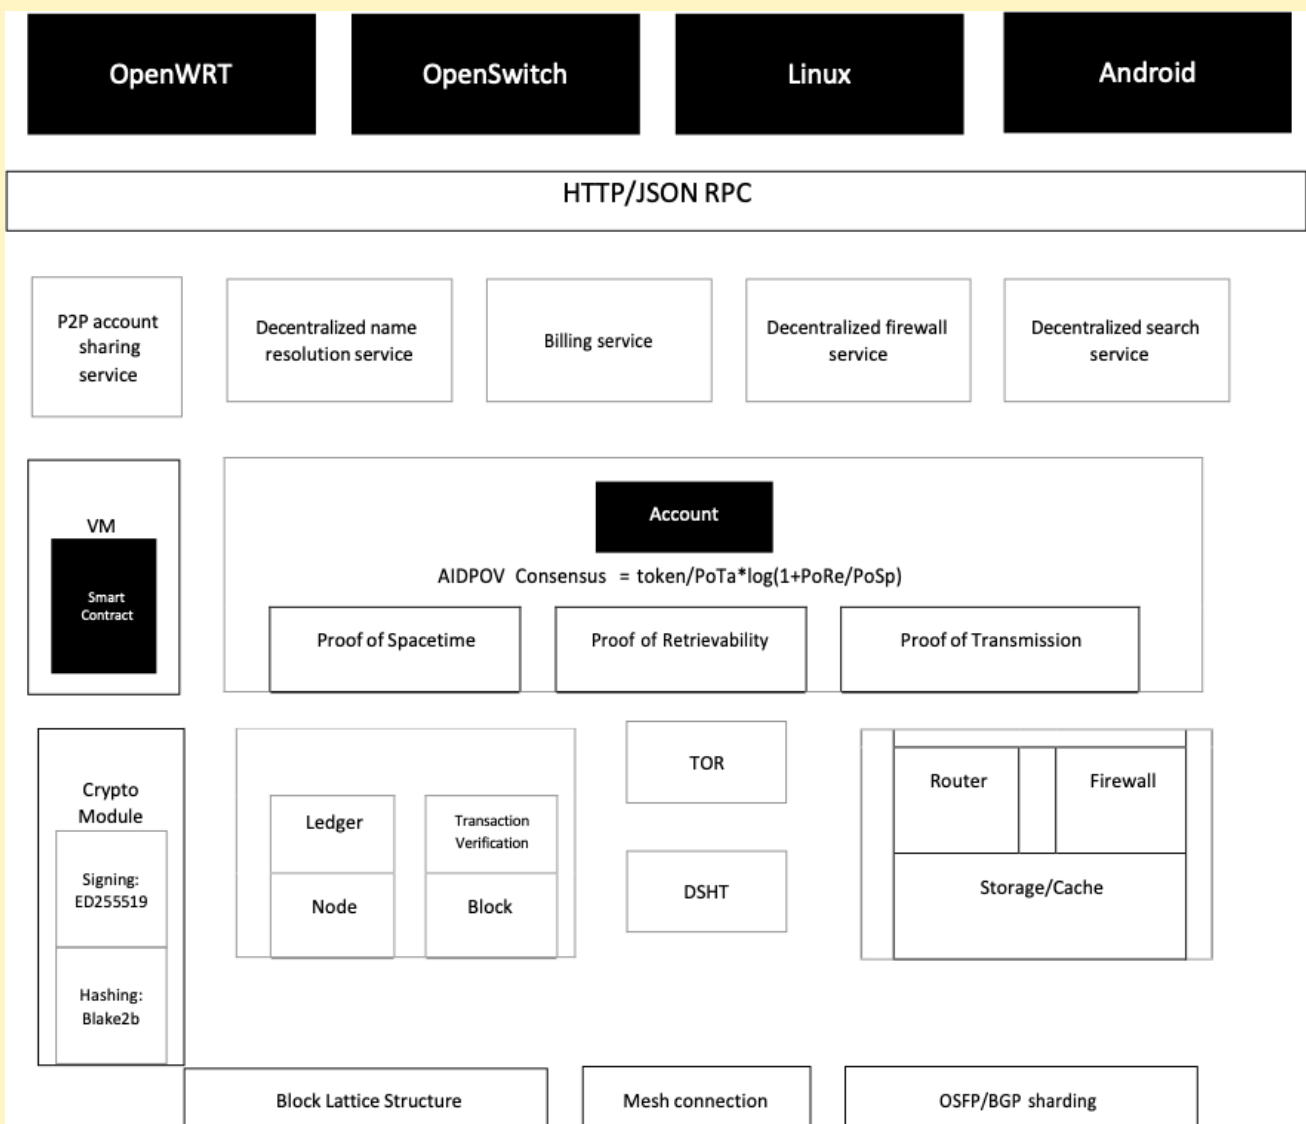 OpenWRT
OpenSwitch
Linux
Android
HTTP/JSON RPC
P2P account
sharing
service
Decentralized name
resolution service
Billing service
Decentralized firewall
service
Decentralized search
service
VM
Smart
Contract
Account
AIDPOV Consensus = token/PoTa*log(1+PoRe/PoSp)
Proof of Spacetime
Proof of Retrievability
Proof of Transmission
Crypto
Module
Signing:
ED255519
Hashing:
Blake2b
Ledger
Transaction
Verification
Node
Block
TOR
DSHT
Router
Firewall
Storage/Cache
Block Lattice Structure
Mesh connection
OSFP/BGP sharding